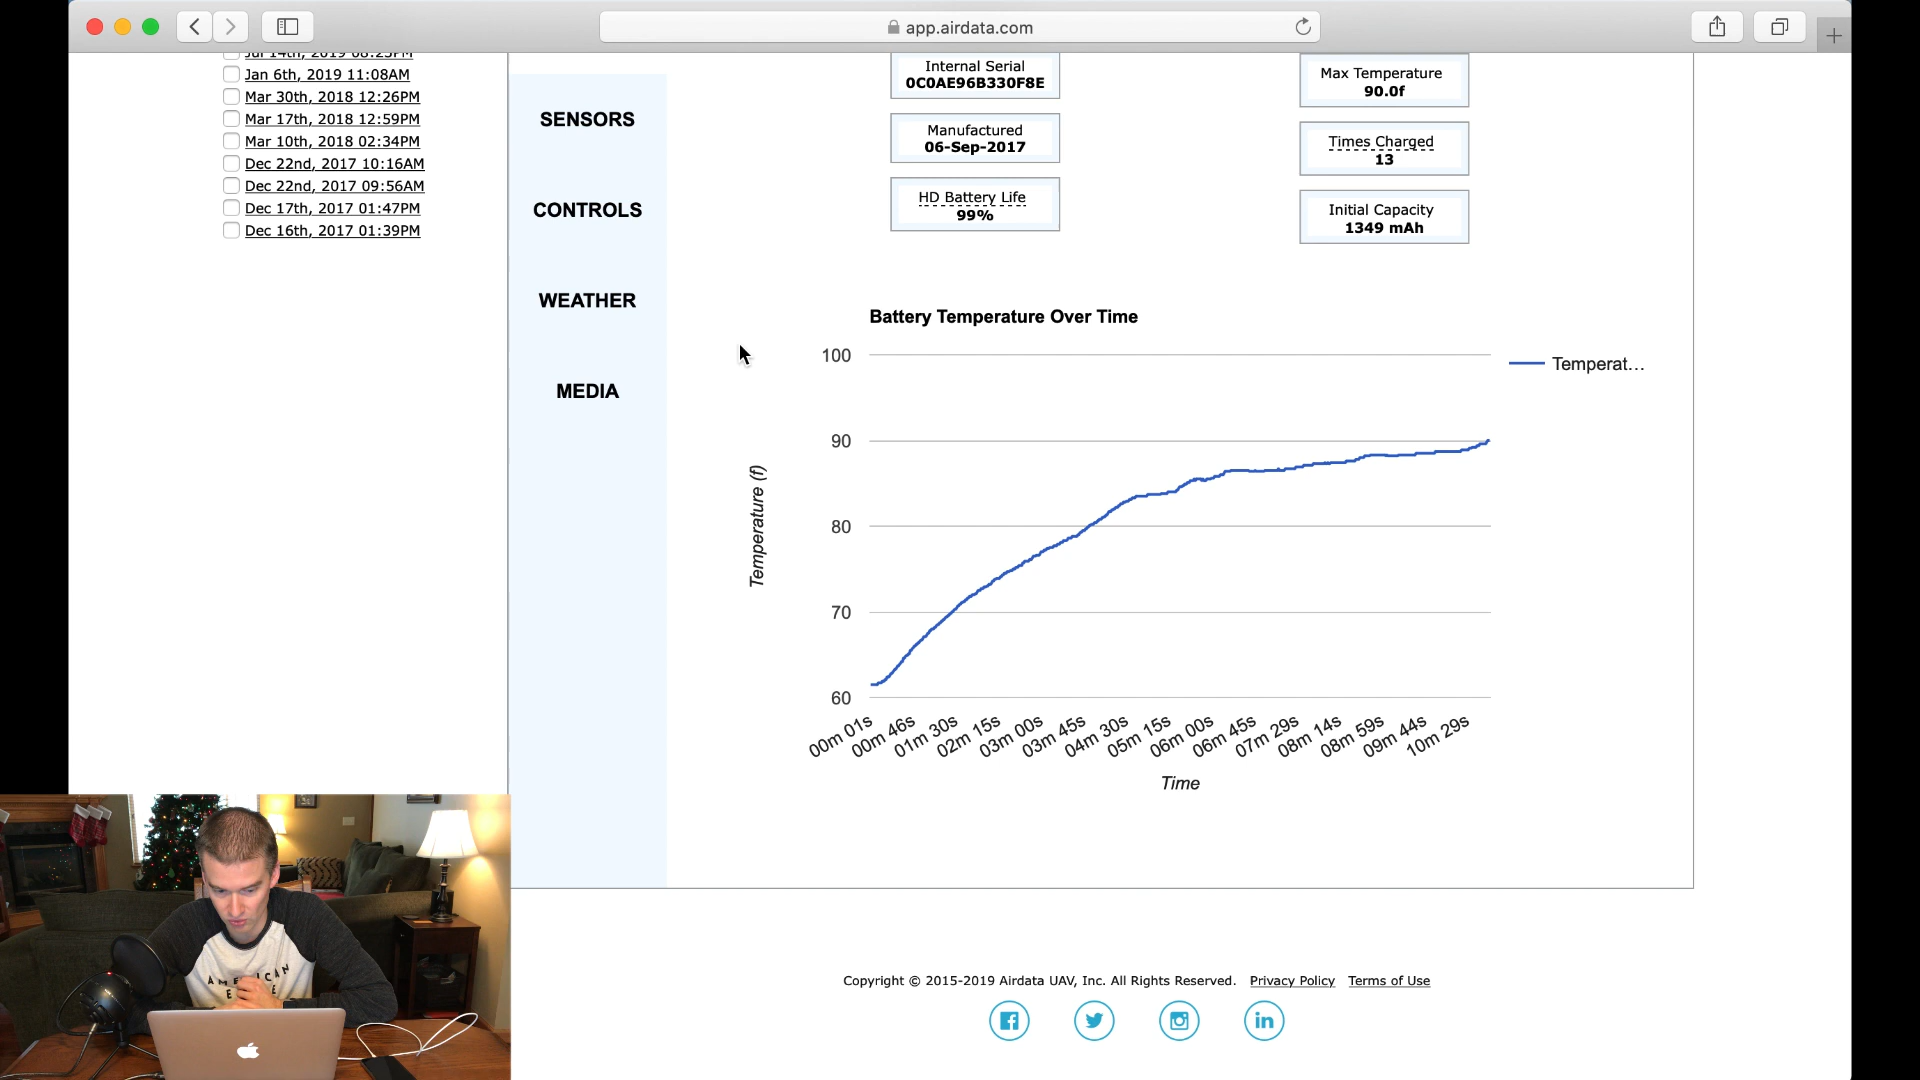 app.airdata.com
Jul 14th, 2019 08:23PM
Jan 6th, 2019 11:08AM
Mar 30th, 2018 12:26PM
Mar 17th, 2018 12:59PM
Mar 10th, 2018 02:34PM
Dec 22nd, 2017 10:16AM
Dec 22nd, 2017 09:56AM
Dec 17th, 2017 01:47PM
Dec 16th, 2017 01:39PM
SENSORS
CONTROLS
WEATHER
MEDIA
Internal Serial
0C0AE96B330F8E
Manufactured
06-Sep-2017
HD Battery Life
99%
Max Temperature
90.0f
Times Charged
13
Initial Capacity
1349 mAh
Battery Temperature Over Time
Temperat...
100
90
80
70
60
Temperature (f)
00m 01s
00m 46s
01m 30s
02m 15s
03m 00s
03m 45s
04m 30s
05m 15s
06m 00s
06m 45s
07m 29s
08m 14s
08m 59s
09m 44s
10m 29s
Time
Copyright © 2015-2019 Airdata UAV, Inc. All Rights Reserved. Privacy Policy Terms of Use